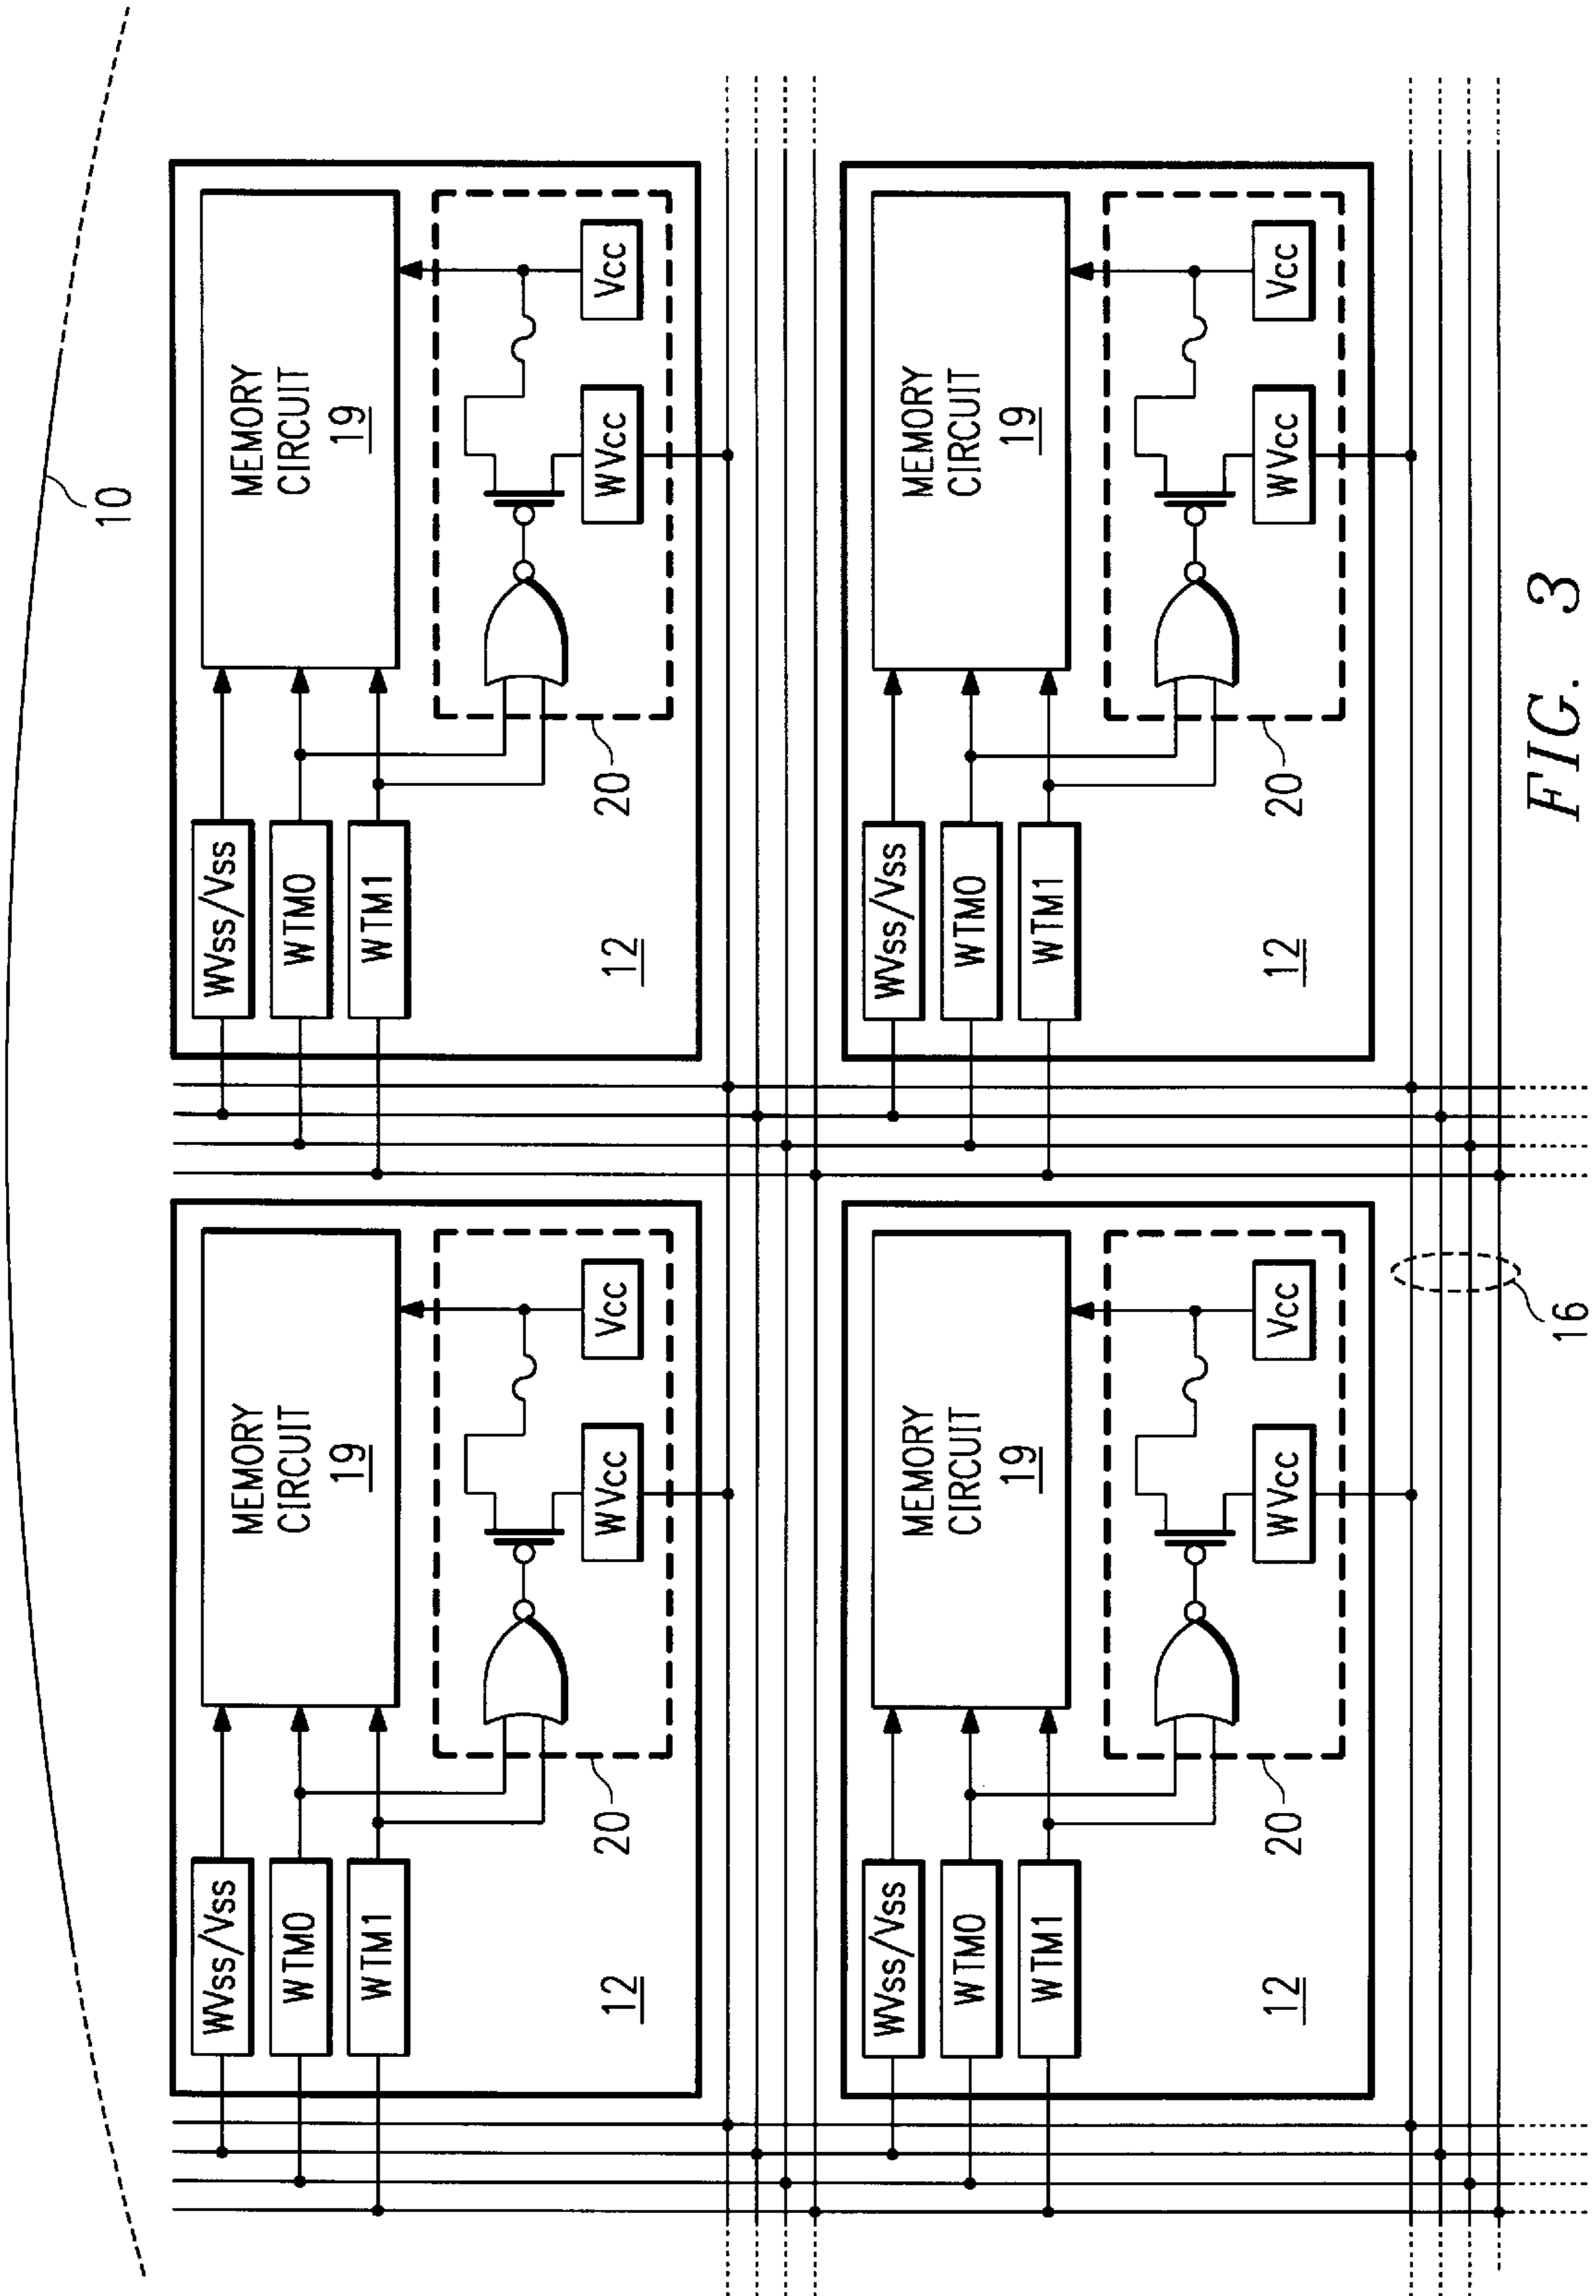 10
MEMORY
CIRCUIT
19
WVss/Vss
WTM0
WTM1
12
20
WVcc
Vcc
MEMORY
CIRCUIT
19
WVss/Vss
WTM0
WTM1
12
20
WVcc
Vcc
MEMORY
CIRCUIT
19
WVss/Vss
WTM0
WTM1
12
20
WVcc
Vcc
MEMORY
CIRCUIT
19
WVss/Vss
WTM0
WTM1
12
20
WVcc
Vcc
16
FIG. 3